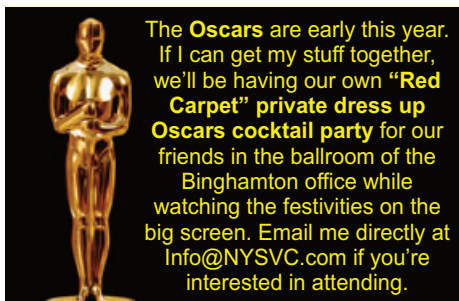 The Oscars are early this year.
If I can get my stuff together,
we'll be having our own “Red
Carpet” private dress up
Oscars cocktail party for our
friends in the ballroom of the
Binghamton office while
watching the festivities on the
big screen. Email me directly at
Info@NYSVC.com if you're
interested in attending.